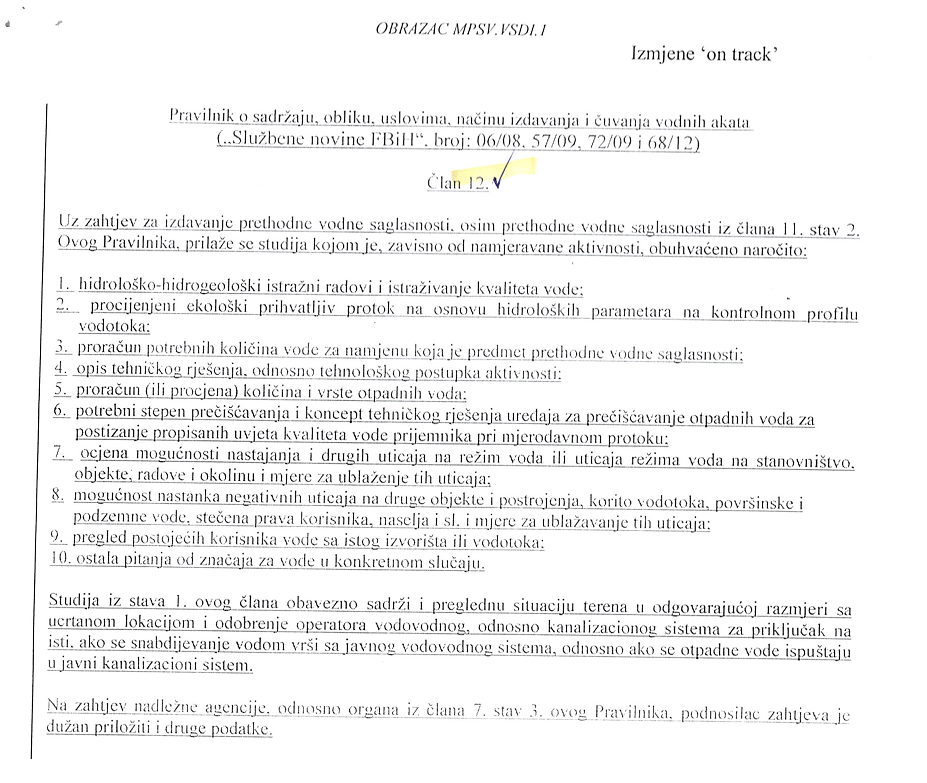 OBRAZAC MPSV.VSDI.1
Izmjene ‘on track’
Pravilnik o sadržaju, obliku, uslovima, načinu izdavanja i čuvanja vodnih akata
(„Službene novine FBiH“, broj: 06/08, 57/09, 72/09 i 68/12)
Član 12.
Uz zahtjev za izdavanje prethodne vodne saglasnosti, osim prethodne vodne saglasnosti iz člana 11. stav 2.
Ovog Pravilnika, prilaže se studija kojom je, zavisno od namjeravane aktivnosti, obuhvaćeno naročito:
1. hidrološko-hidrogeološki istražni radovi i istraživanje kvaliteta vode;
2. procijenjeni ekološki prihvatljiv protok na osnovu hidroloških parametara na kontrolnom profilu
vodotoka;
3. proračun potrebnih količina vode za namjenu koja je predmet prethodne vodne saglasnosti;
4. opis tehničkog rješenja, odnosno tehnološkog postupka aktivnosti;
5. proračun (ili procjena) količina i vrste otpadnih voda;
6. potrebni stepen prečišćavanja i koncept tehničkog rješenja uređaja za prečišćavanje otpadnih voda za
postizanje propisanih uvjeta kvaliteta vode prijemnika pri mjerodavnom protoku;
7. ocjena mogućnosti nastajanja i drugih uticaja na režim voda ili uticaja režima voda na stanovništvo,
objekte, radove i okolinu i mjere za ublaženje tih uticaja;
8. mogućnost nastanka negativnih uticaja na druge objekte i postrojenja, korito vodotoka, površinske i
podzemne vode, stečena prava korisnika, naselja i sl. i mjere za ublažavanje tih uticaja;
9. pregled postojećih korisnika vode sa istog izvorišta ili vodotoka;
10. ostala pitanja od značaja za vode u konkretnom slučaju.
Studija iz stava 1. ovog člana obavezno sadrži i preglednu situaciju terena u odgovarajućoj razmjeri sa
ucrtanom lokacijom i odobrenje operatora vodovodnog, odnosno kanalizacionog sistema za priključak na
isti, ako se snabdijevanje vodom vrši sa javnog vodovodnog sistema, odnosno ako se otpadne vode ispuštaju
u javni kanalizacioni sistem.
Na zahtjev nadležne agencije, odnosno organa iz člana 7. stav 3. ovog Pravilnika, podnosilac zahtjeva je
dužan priložiti i druge podatke.